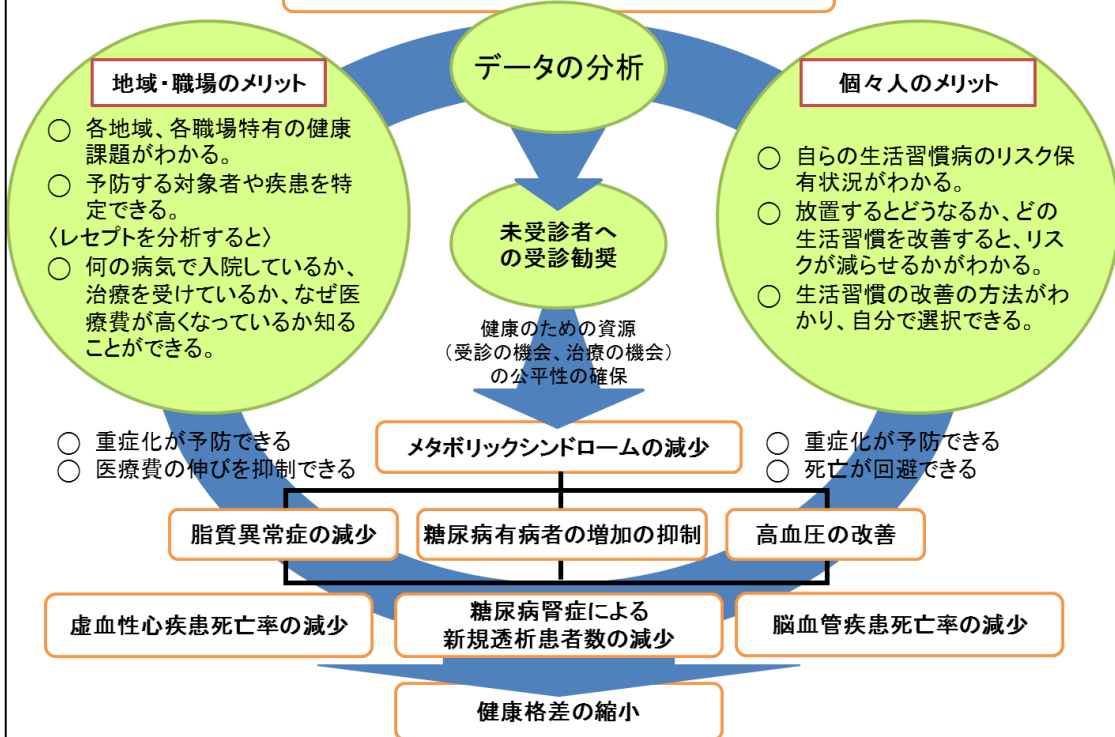 データの分析
地域・職場のメリット
○ 各地域、各職場特有の健康
課題がわかる。
○ 予防する対象者や疾患を特
定できる。
〈レセプトを分析すると〉
○ 何の病気で入院しているか、
治療を受けているか、なぜ医
療費が高くなっているか知る
ことができる。
個々人のメリット
○ 自らの生活習慣病のリスク保
有状況がわかる。
○ 放置するとどうなるか、どの
生活習慣を改善すると、リス
クが減らせるかがわかる。
○ 生活習慣の改善の方法がわ
かり、自分で選択できる。
未受診者へ
の受診勧奨
健康のための資源
（受診の機会、治療の機会）
の公平性の確保
○ 重症化が予防できる
○ 医療費の伸びを抑制できる
メタボリックシンドロームの減少
○ 重症化が予防できる
○ 死亡が回避できる
脂質異常症の減少
糖尿病有病者の増加の抑制
高血圧の改善
虚血性心疾患死亡率の減少
糖尿病腎症による
新規透析患者数の減少
脳血管疾患死亡率の減少
健康格差の縮小